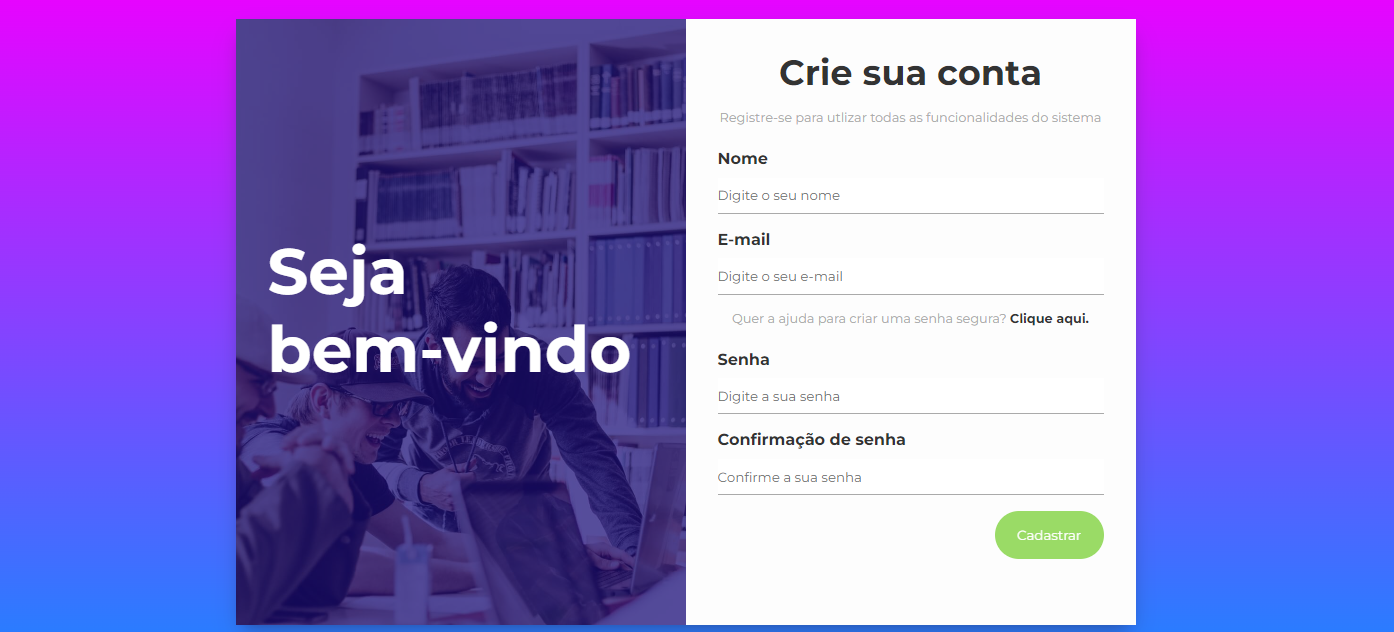 Seja
bem-vindo
Crie sua conta
Registre-se para utlizar todas as funcionalidades do sistema
Nome
Digite o seu nome
E-mail
Digite o seu e-mail
Quer a ajuda para criar uma senha segura? Clique aqui.
Senha
Digite a sua senha
Confirmação de senha
Confirme a sua senha
Cadastrar